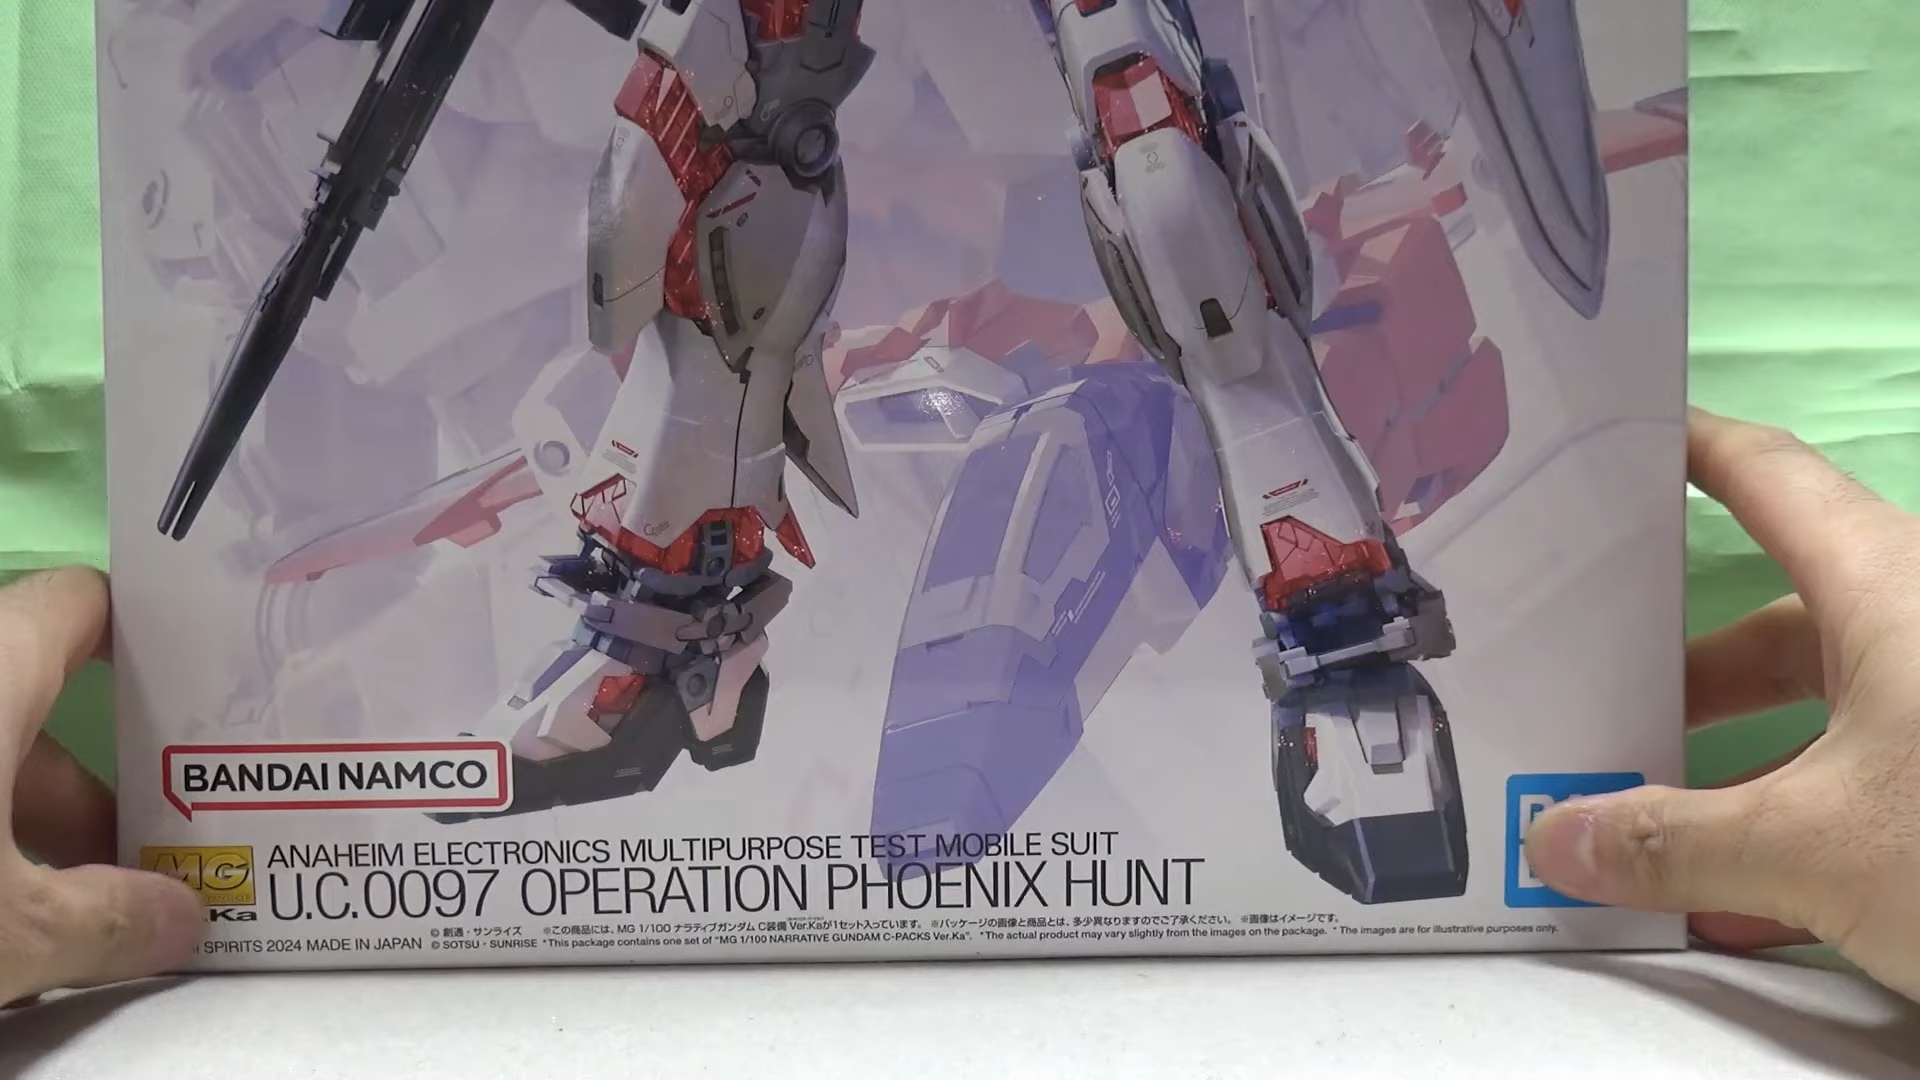 BANDAI NAMCO
ANAHEIM ELECTRONICS MULTIPURPOSE TEST MOBILE SUIT
MG
U.C.0097 OPERATION PHOENIX HUNT
.Ka
© 創通・サンライズ ※この商品には、MG 1/100 ナラティブガンダム C装備 Ver.Kaが1セット入っています。 ※パッケージの画像と商品とは、多少異なりますのでご了承ください。 ※画像はイメージです。
SPIRITS 2024 MADE IN JAPAN © SOTSU・SUNRISE *This package contains one set of "MG 1/100 NARRATIVE GUNDAM C-PACKS Ver.Ka". *The actual product may vary slightly from the images on the package. *The images are for illustrative purposes only.